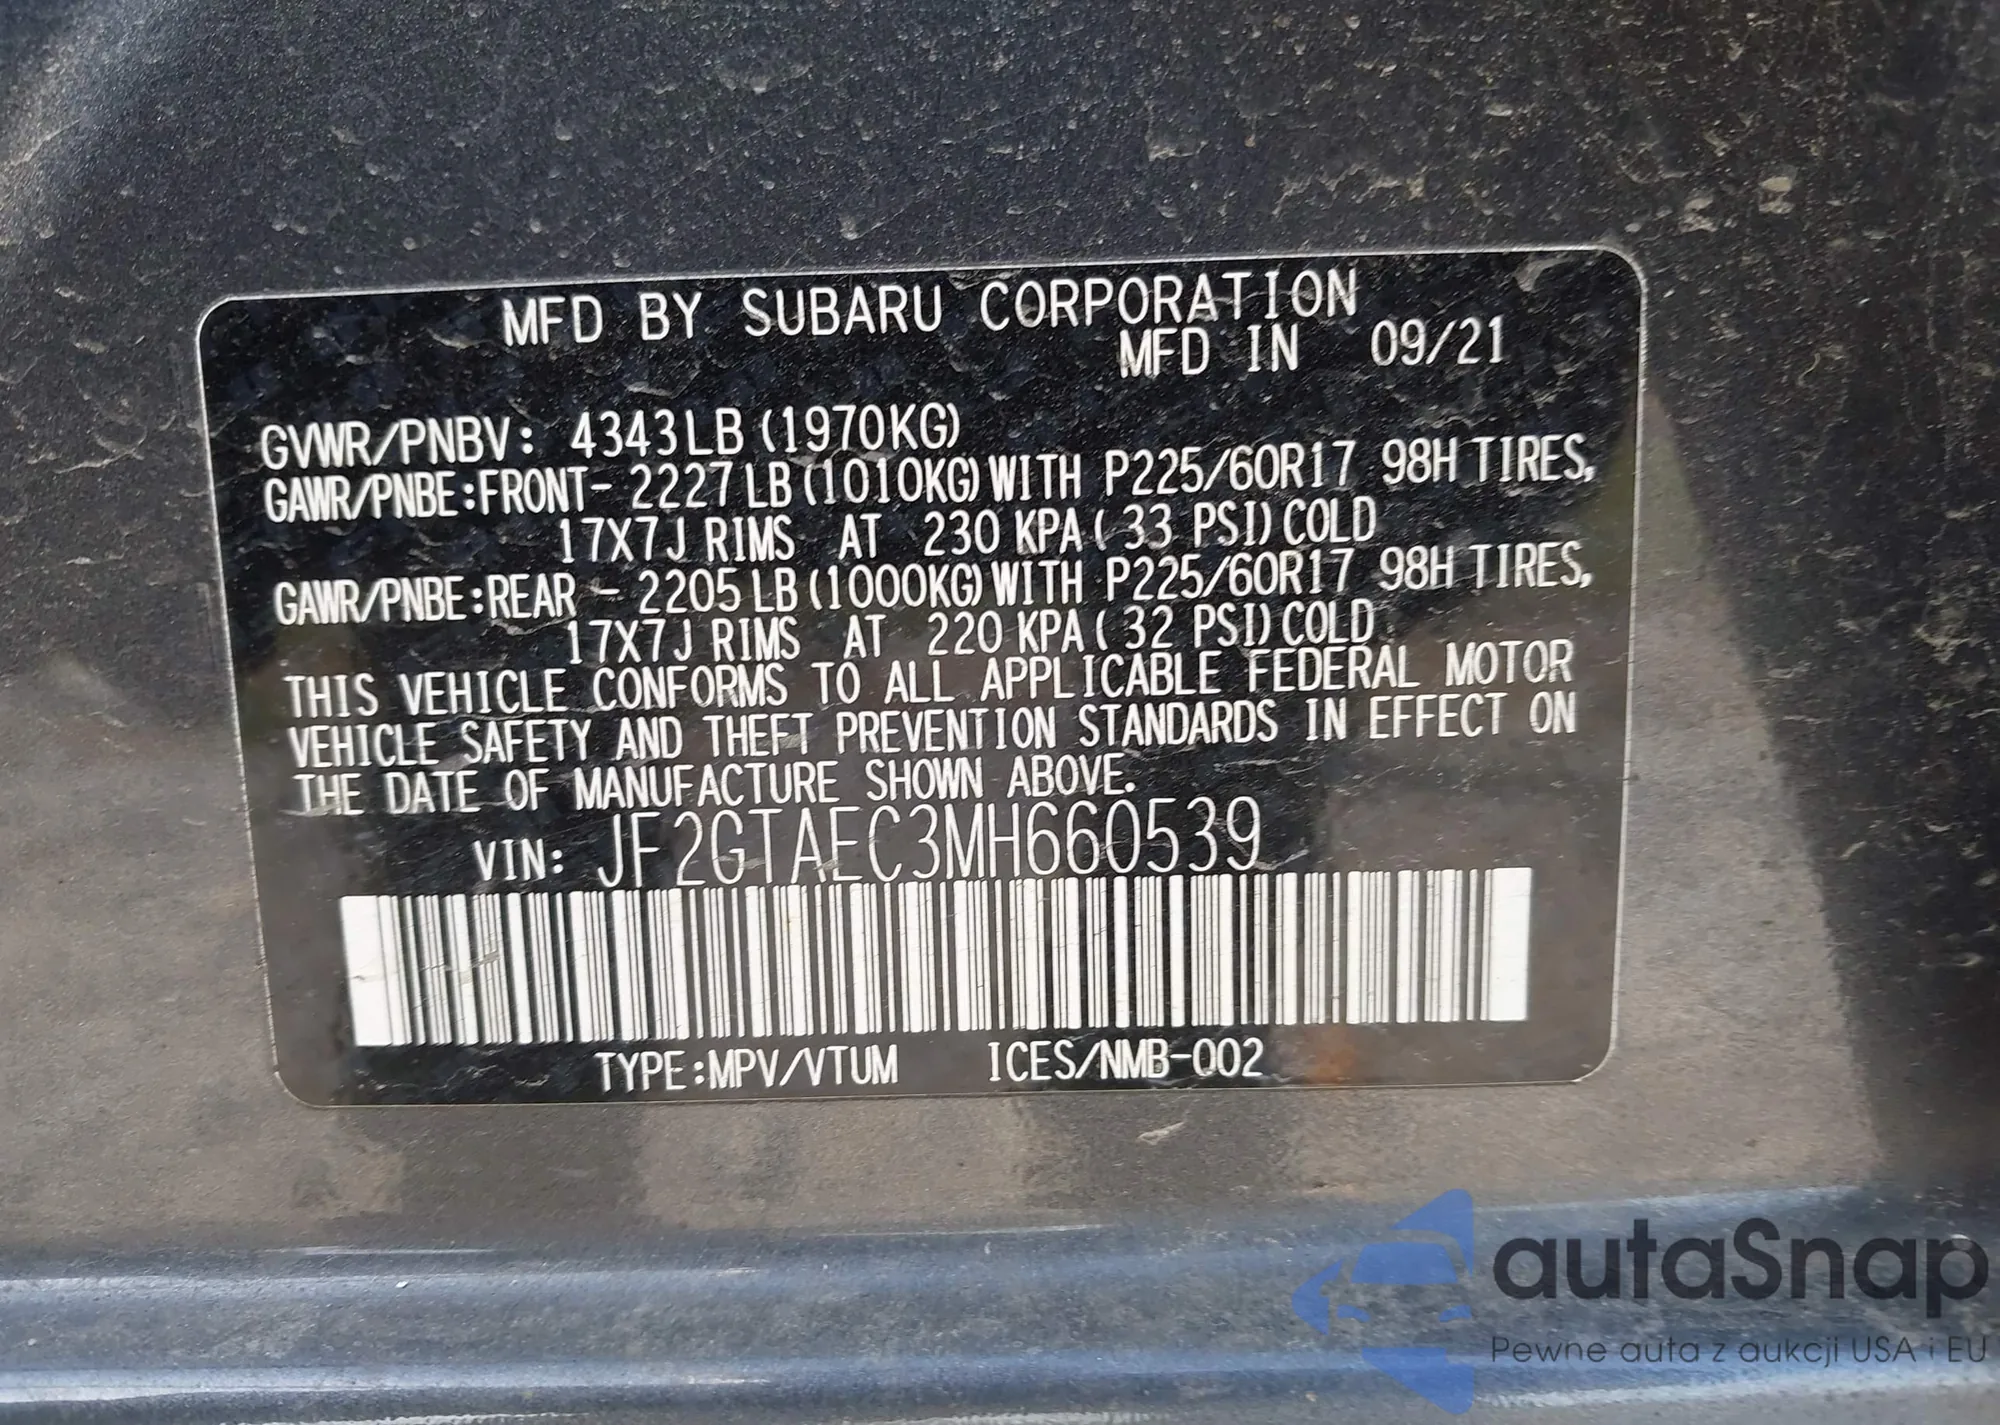 MFD BY SUBARU CORPORATION
MFD IN 09/21
GVWR/PNBV: 4343LB (1970KG)
GAWR/PNBE:FRONT- 2227LB (1010KG) WITH P225/60R17 98H TIRES,
17X7J RIMS AT 230 KPA ( 33 PSI) COLD
GAWR/PNBE:REAR - 2205LB (1000KG) WITH P225/60R17 98H TIRES,
17X7J RIMS AT 220 KPA ( 32 PSI) COLD
THIS VEHICLE CONFORMS TO ALL APPLICABLE FEDERAL MOTOR
VEHICLE SAFETY AND THEFT PREVENTION STANDARDS IN EFFECT ON
THE DATE OF MANUFACTURE SHOWN ABOVE.
VIN: JF2GTAEC3MH660539
TYPE:MPV/VTUM ICES/NMB-002
autaSnap
Pewne auta z aukcji USA i EU